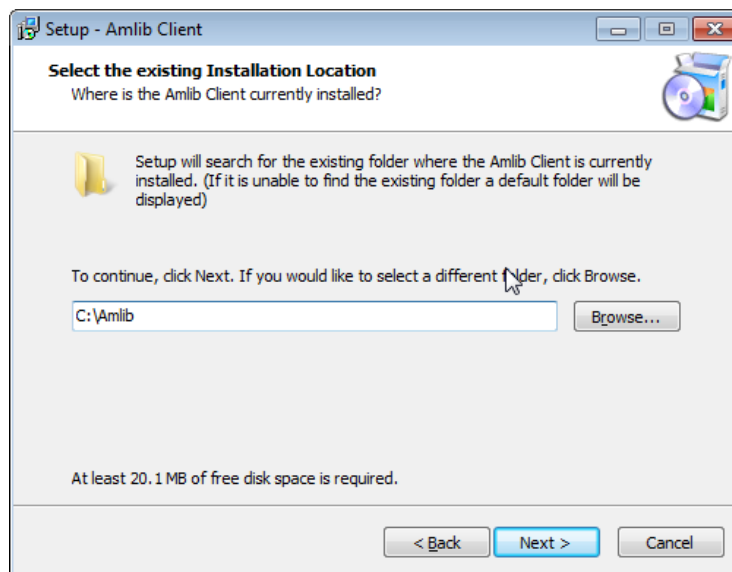 Setup - Amlib Client
Select the existing Installation Location
Where is the Amlib Client currently installed?
Setup will search for the existing folder where the Amlib Client is currently
installed. (If it is unable to find the existing folder a default folder will be
displayed)
To continue, click Next. If you would like to select a different folder, click Browse.
C:\Amlib
Browse...
At least 20.1 MB of free disk space is required.
< Back
Next >
Cancel